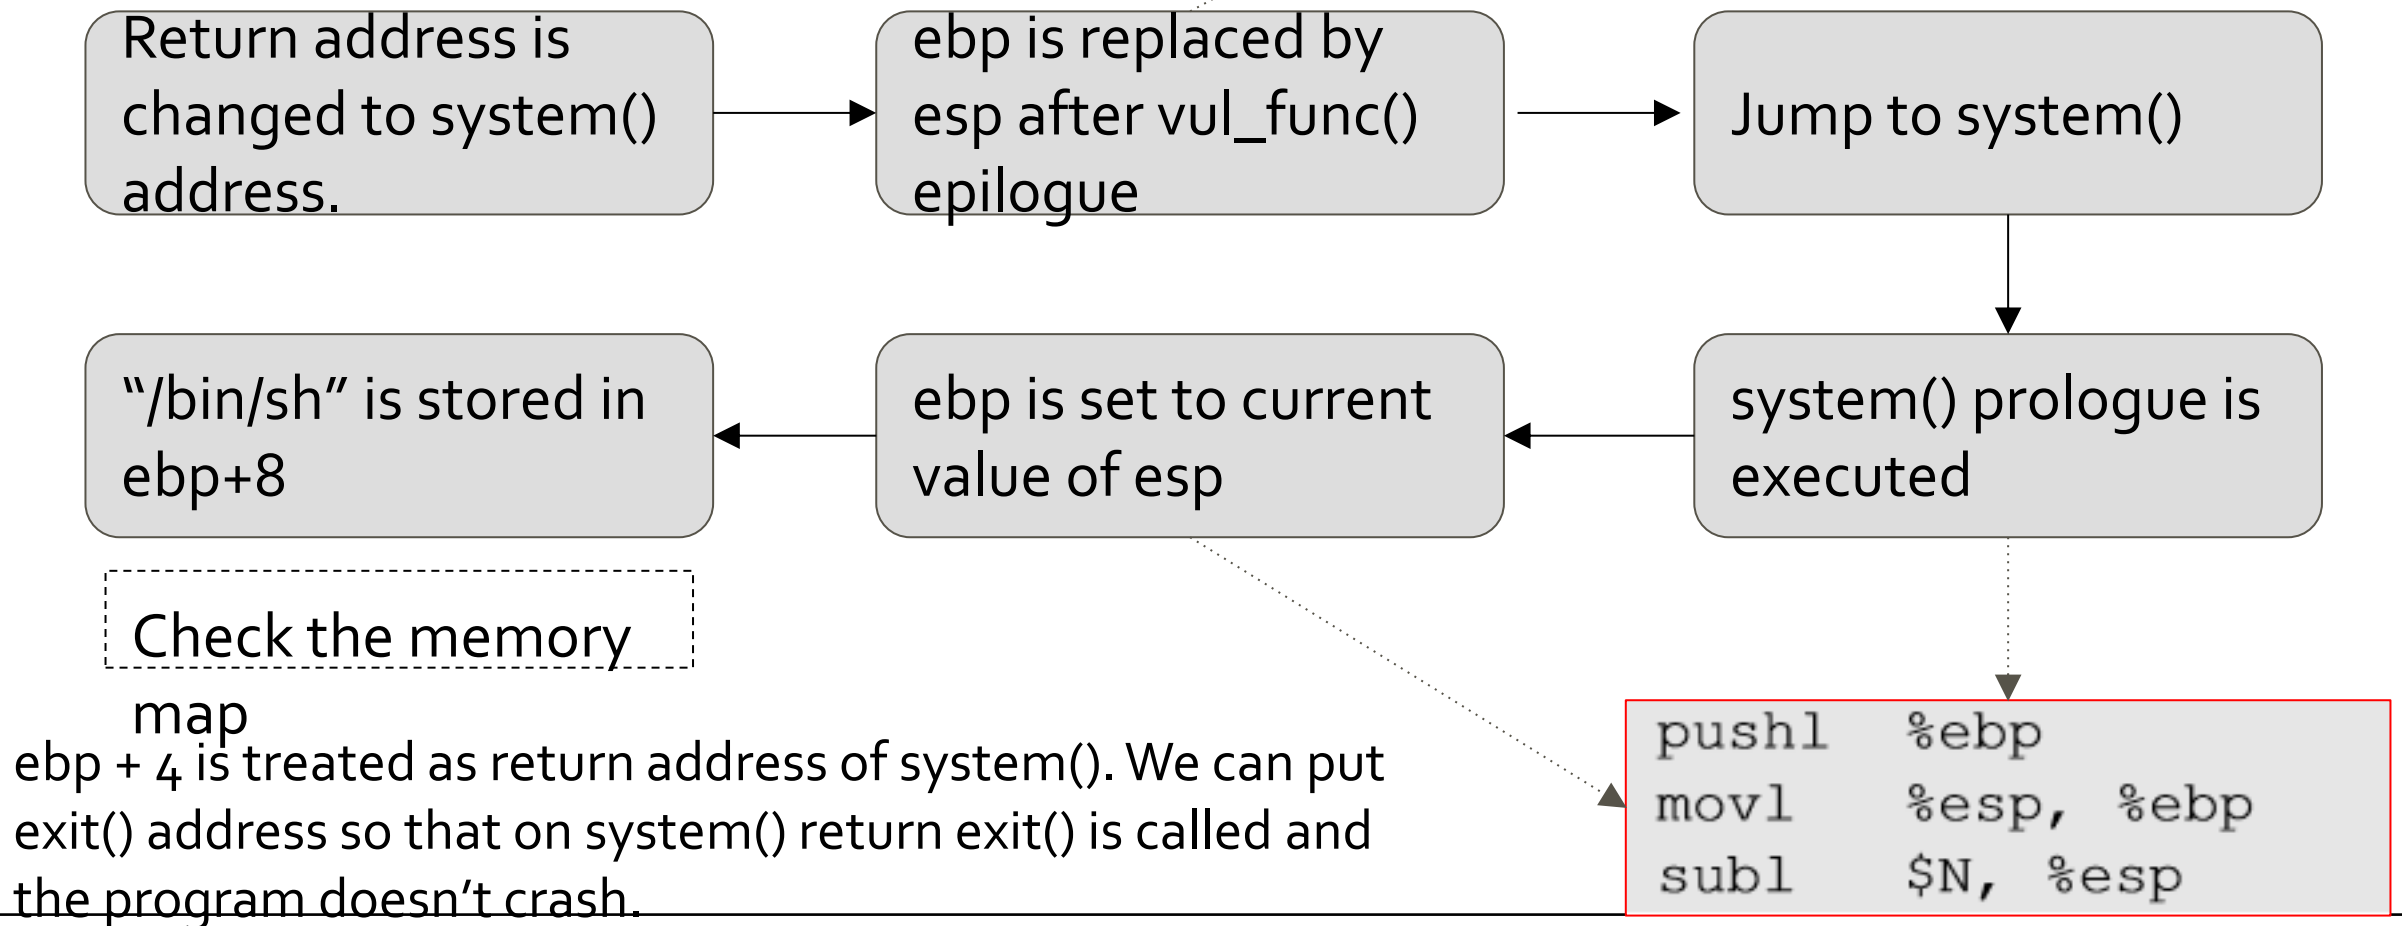 Return address is
changed to system()
address.
ebp is replaced by
esp after vul_func()
epilogue
Jump to system()
“/bin/sh” is stored in
ebp+8
ebp is set to current
value of esp
system() prologue is
executed
Check the memory
map
ebp + 4 is treated as return address of system(). We can put
exit() address so that on system() return exit() is called and
the program doesn’t crash.
pushl %ebp
movl %esp, %ebp
subl $N, %esp